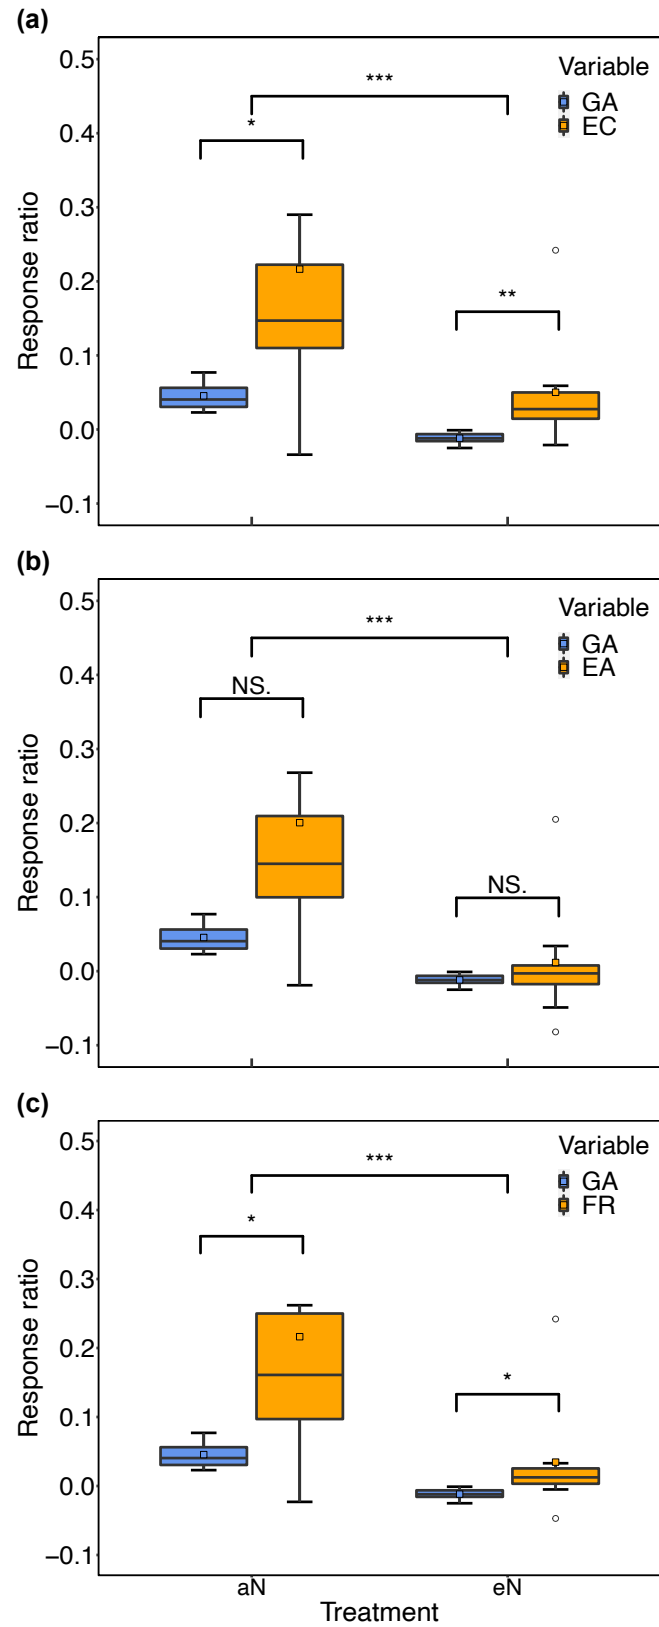 (a)
Response ratio
0.5
0.4
0.3
0.2
0.1
0.0
−0.1
***
*
**
Variable
GA
EC
(b)
Response ratio
0.5
0.4
0.3
0.2
0.1
0.0
−0.1
***
NS.
NS.
Variable
GA
EA
(c)
Response ratio
0.5
0.4
0.3
0.2
0.1
0.0
−0.1
***
*
*
Variable
GA
FR
aN eN
Treatment